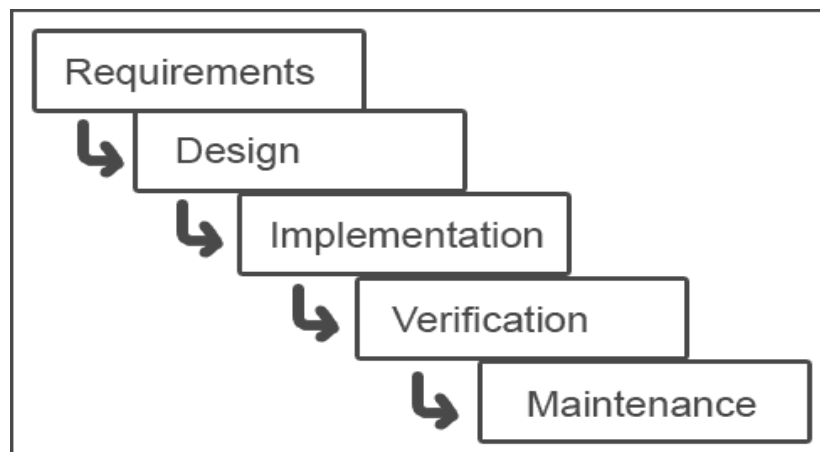 Requirements
Design
Implementation
Verification
Maintenance